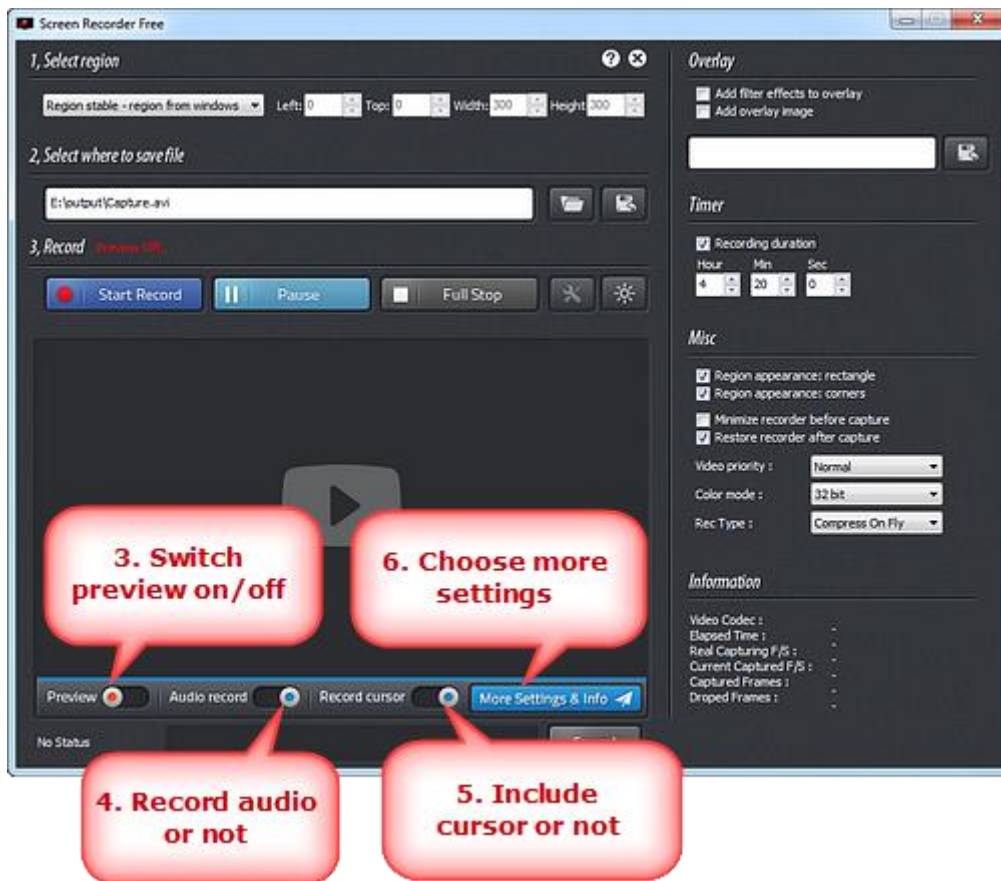 Screen Recorder Free
1, Select region
Region stable - region from windows Left: 0 Top: 0 Width: 300 Height 300
2, Select where to save file
E:\output\Capture.avi
3, Record Preview Off.
Start Record Pause Full Stop
3. Switch
preview on/off
6. Choose more
settings
Preview Audio record Record cursor More Settings & Info
No Status
4. Record audio
or not
5. Include
cursor or not
Overlay
Add filter effects to overlay
Add overlay image
Timer
Recording duration
Hour Min Sec
4 20 0
Misc
Region appearance: rectangle
Region appearance: corners
Minimize recorder before capture
Restore recorder after capture
Video priority : Normal
Color mode : 32 bit
Rec Type : Compress On Fly
Information
Video Codec : -
Elapsed Time : -
Real Capturing F/S : -
Current Captured F/S : -
Captured Frames : -
Droped Frames : -